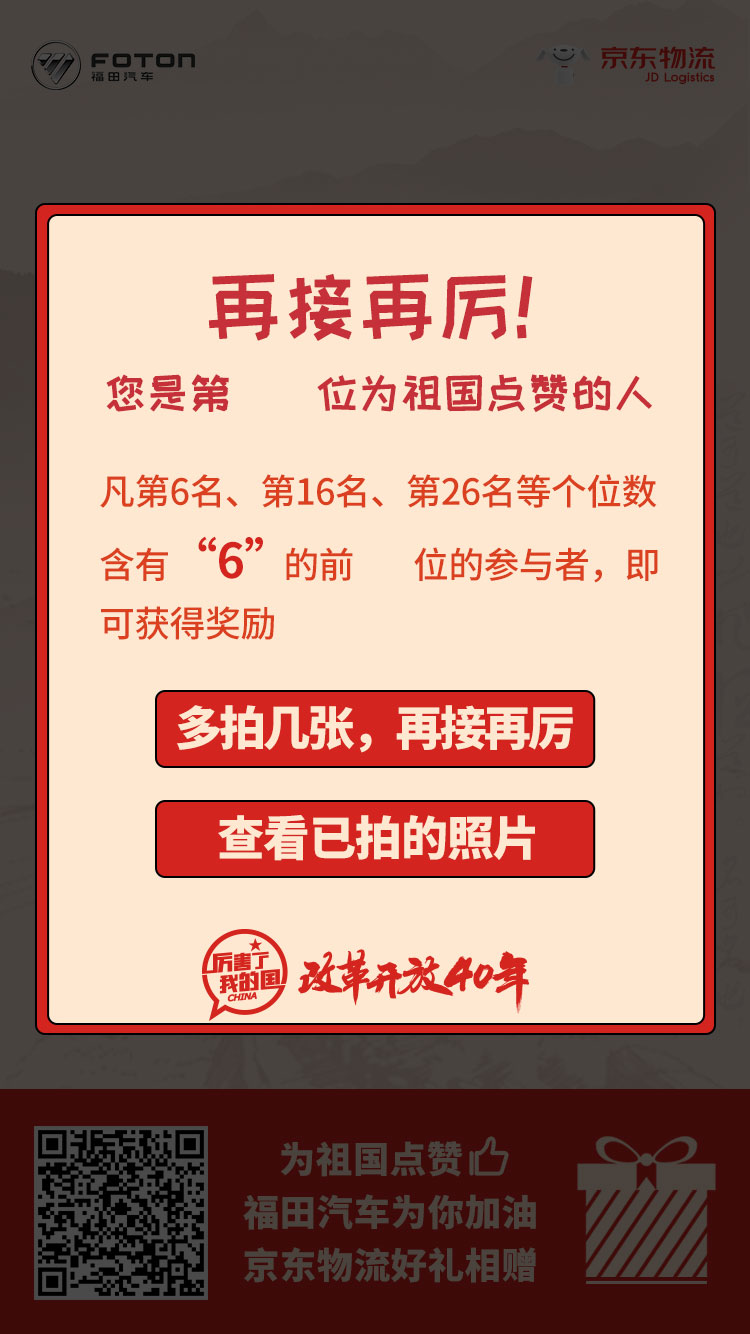 FOTON
福田汽车
京东物流
JD Logistics
再接再厉!
您是第 位为祖国点赞的人
凡第6名、第16名、第26名等个位数
含有“6”的前 位的参与者，即
可获得奖励
多拍几张，再接再厉
查看已拍的照片
厉害了
我的国
CHINA
改革开放40年
为祖国点赞
福田汽车为你加油
京东物流好礼相赠